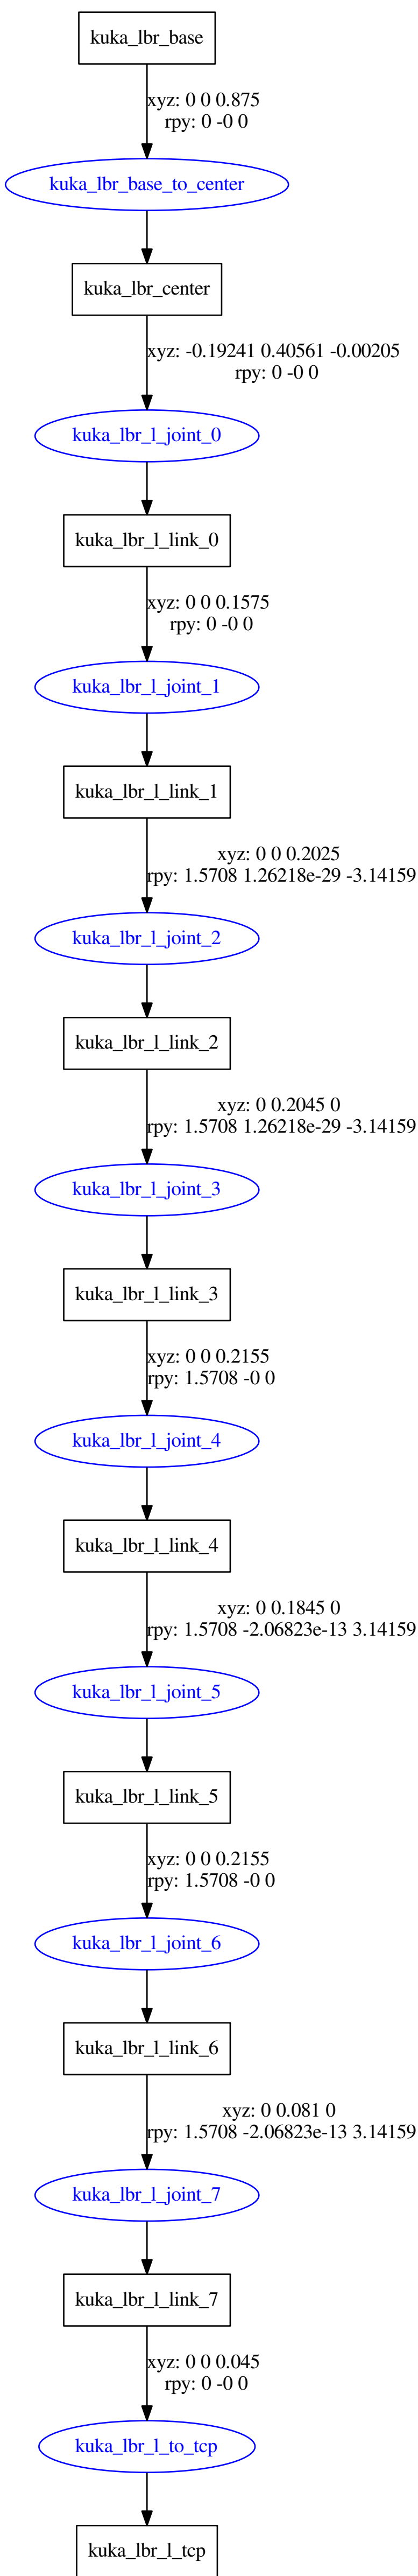 kuka_lbr_base
xyz: 0 0 0.875
rpy: 0 -0 0
kuka_lbr_base_to_center
kuka_lbr_center
xyz: -0.19241 0.40561 -0.00205
rpy: 0 -0 0
kuka_lbr_l_joint_0
kuka_lbr_l_link_0
xyz: 0 0 0.1575
rpy: 0 -0 0
kuka_lbr_l_joint_1
kuka_lbr_l_link_1
xyz: 0 0 0.2025
rpy: 1.5708 1.26218e-29 -3.14159
kuka_lbr_l_joint_2
kuka_lbr_l_link_2
xyz: 0 0.2045 0
rpy: 1.5708 1.26218e-29 -3.14159
kuka_lbr_l_joint_3
kuka_lbr_l_link_3
xyz: 0 0 0.2155
rpy: 1.5708 -0 0
kuka_lbr_l_joint_4
kuka_lbr_l_link_4
xyz: 0 0.1845 0
rpy: 1.5708 -2.06823e-13 3.14159
kuka_lbr_l_joint_5
kuka_lbr_l_link_5
xyz: 0 0 0.2155
rpy: 1.5708 -0 0
kuka_lbr_l_joint_6
kuka_lbr_l_link_6
xyz: 0 0.081 0
rpy: 1.5708 -2.06823e-13 3.14159
kuka_lbr_l_joint_7
kuka_lbr_l_link_7
xyz: 0 0 0.045
rpy: 0 -0 0
kuka_lbr_l_to_tcp
kuka_lbr_l_tcp